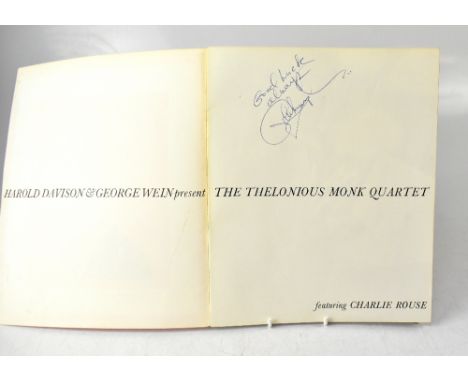 Good luck
always
HAROLD DAVISON & GEORGE WEIN present
THE THELONIOUS MONK QUARTET
featuring CHARLIE ROUSE